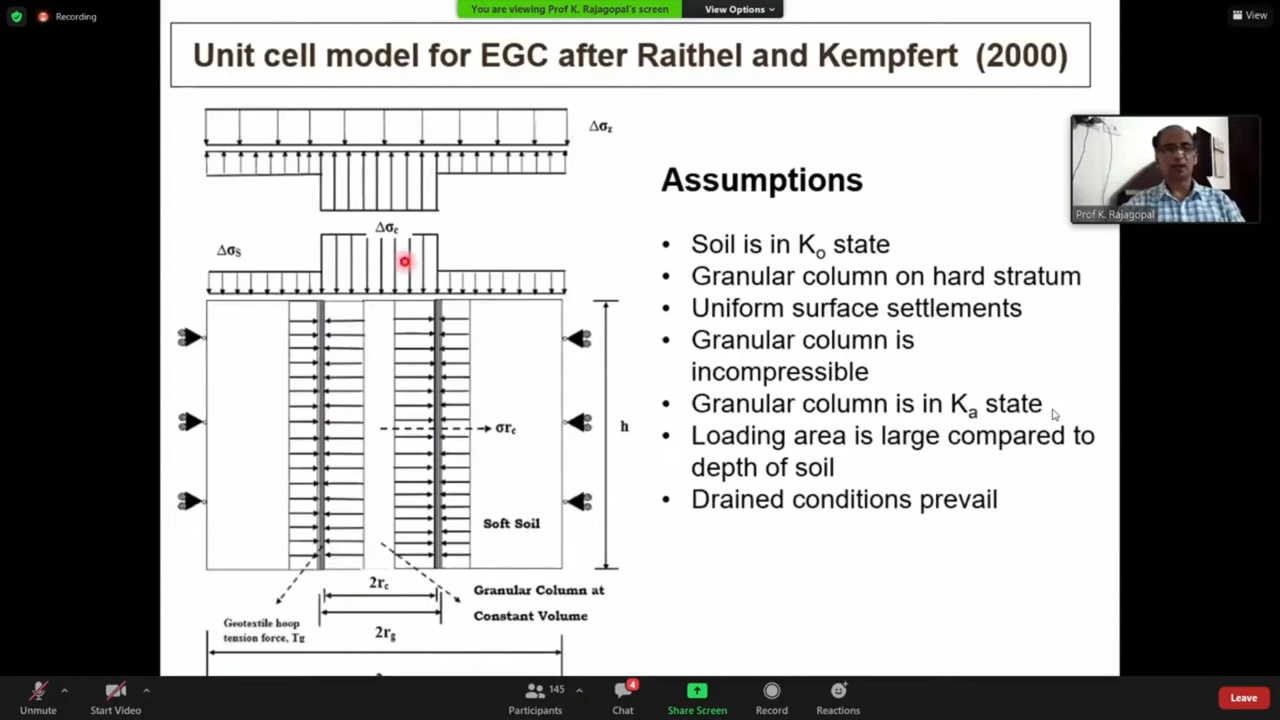 Recording
You are viewing Prof K. Rajagopal's screen
View Options
View
Unit cell model for EGC after Raithel and Kempfert (2000)
Δσz
Δσc
Δσs
σrc
h
Soft Soil
2rc
Granular Column at
Constant Volume
Geotextile hoop
tension force, Tg
2rg
Assumptions
• Soil is in Ko state
• Granular column on hard stratum
• Uniform surface settlements
• Granular column is
incompressible
• Granular column is in Ka state
• Loading area is large compared to
depth of soil
• Drained conditions prevail
Prof K. Rajagopal
Unmute
Start Video
145
Participants
4
Chat
Share Screen
Record
Reactions
Leave